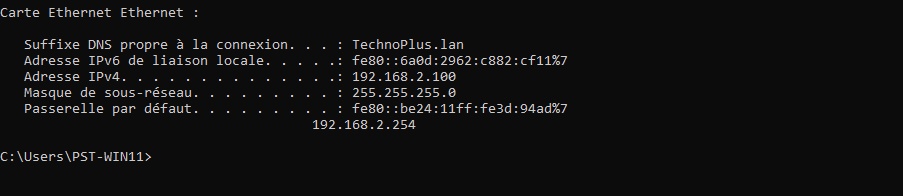 Carte Ethernet Ethernet :
Suffixe DNS propre à la connexion. . . : TechnoPlus.lan
Adresse IPv6 de liaison locale. . . . .: fe80::6a0d:2962:c882:cf11%7
Adresse IPv4. . . . . . . . . . . . . .: 192.168.2.100
Masque de sous-réseau. . . . . . . . . : 255.255.255.0
Passerelle par défaut. . . . . . . . . : fe80::be24:11ff:fe3d:94ad%7
192.168.2.254
C:\Users\PST-WIN11>